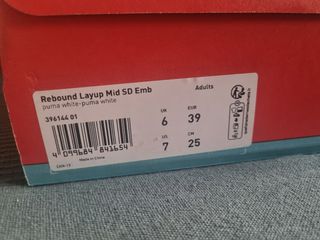 Rebound Layup Mid SD Emb
Adults
puma white-puma white
396144 01
UK
EUR
6
39
US
CM
7
25
4 099684 841654
Made in China